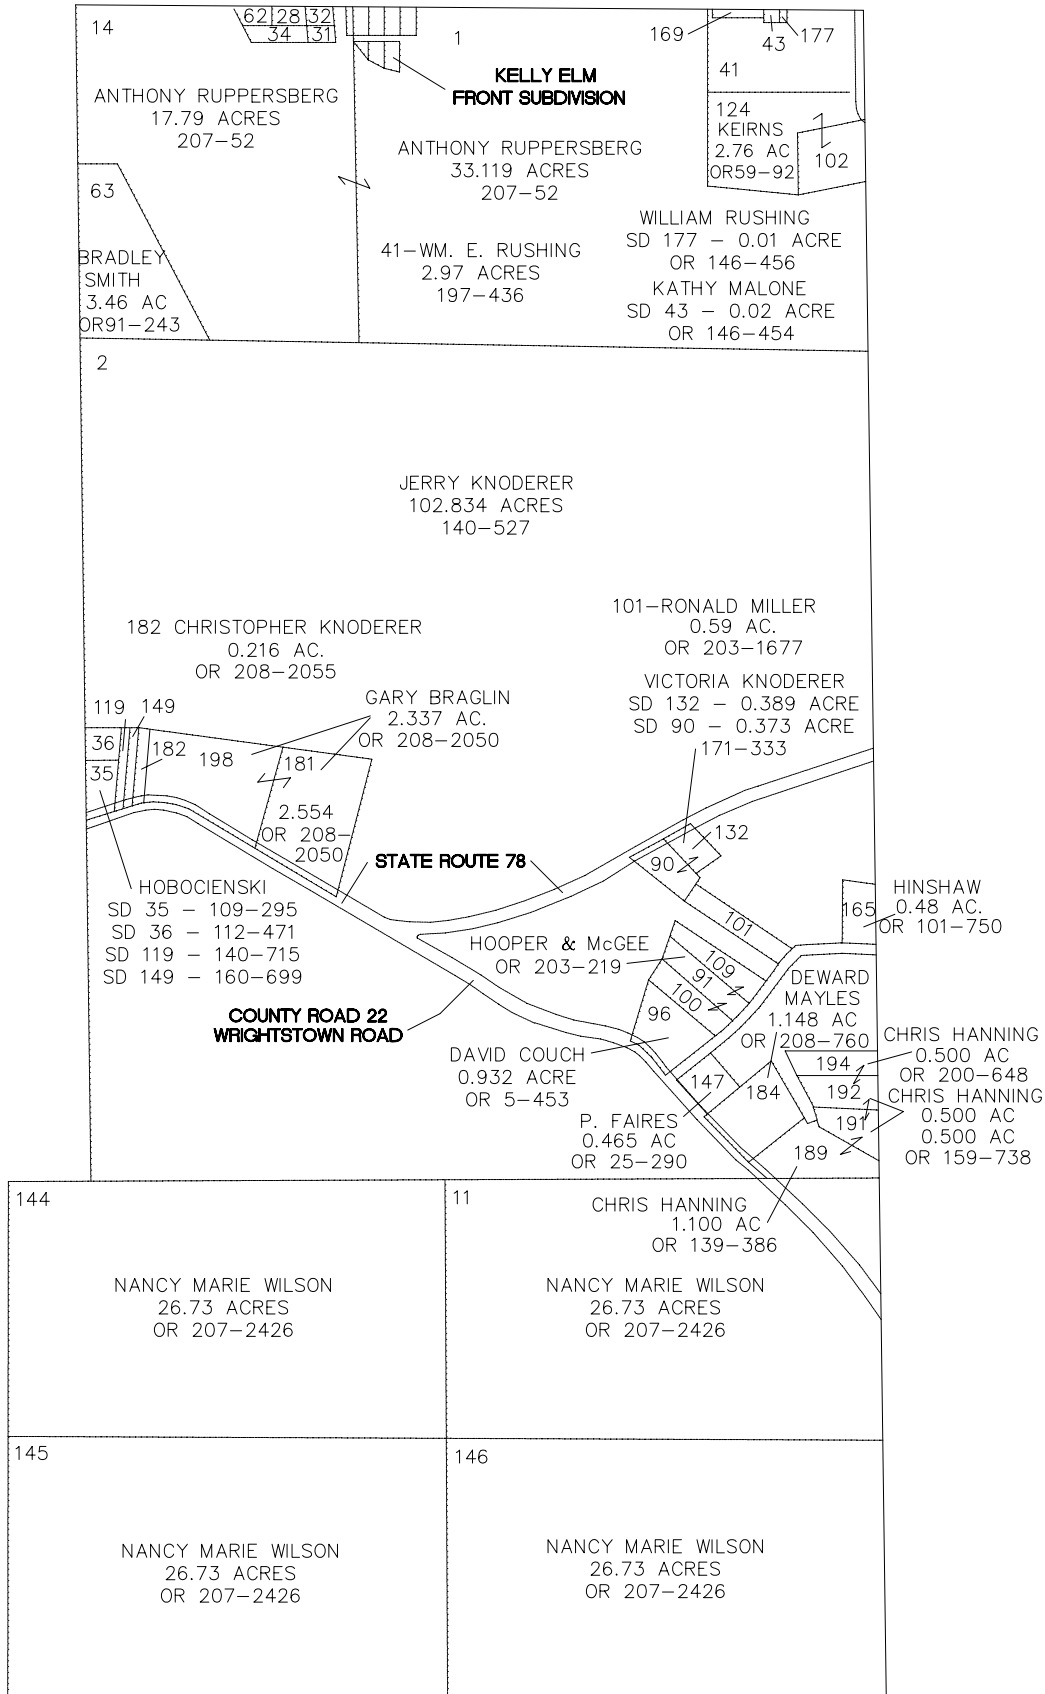 14
62 28 32
34 31
1
169
43
177
41
KELLY ELM
FRONT SUBDIVISION
ANTHONY RUPPERSBERG
17.79 ACRES
207-52
124
KEIRNS
2.76 AC
OR59-92
102
ANTHONY RUPPERSBERG
33.119 ACRES
207-52
63
BRADLEY
SMITH
3.46 AC
OR91-243
41-WM. E. RUSHING
2.97 ACRES
197-436
WILLIAM RUSHING
SD 177 - 0.01 ACRE
OR 146-456
KATHY MALONE
SD 43 - 0.02 ACRE
OR 146-454
2
JERRY KNODERER
102.834 ACRES
140-527
182 CHRISTOPHER KNODERER
0.216 AC.
OR 208-2055
101-RONALD MILLER
0.59 AC.
OR 203-1677
VICTORIA KNODERER
SD 132 - 0.389 ACRE
SD 90 - 0.373 ACRE
171-333
GARY BRAGLIN
2.337 AC.
OR 208-2050
119 149
36
182
198
181
35
2.554
OR 208-
2050
STATE ROUTE 78
132
90
HOBOCIENSKI
SD 35 - 109-295
SD 36 - 112-471
SD 119 - 140-715
SD 149 - 160-699
101
165
HINSHAW
0.48 AC.
OR 101-750
HOOPER & McGEE
OR 203-219
109
91
100
96
DEWARD
MAYLES
1.148 AC
OR 208-760
COUNTY ROAD 22
WRIGHTSTOWN ROAD
DAVID COUCH
0.932 ACRE
OR 5-453
147
184
194
192
191
189
CHRIS HANNING
0.500 AC
OR 200-648
CHRIS HANNING
0.500 AC
0.500 AC
OR 159-738
P. FAIRES
0.465 AC
OR 25-290
144
11
CHRIS HANNING
1.100 AC
OR 139-386
NANCY MARIE WILSON
26.73 ACRES
OR 207-2426
NANCY MARIE WILSON
26.73 ACRES
OR 207-2426
145
146
NANCY MARIE WILSON
26.73 ACRES
OR 207-2426
NANCY MARIE WILSON
26.73 ACRES
OR 207-2426